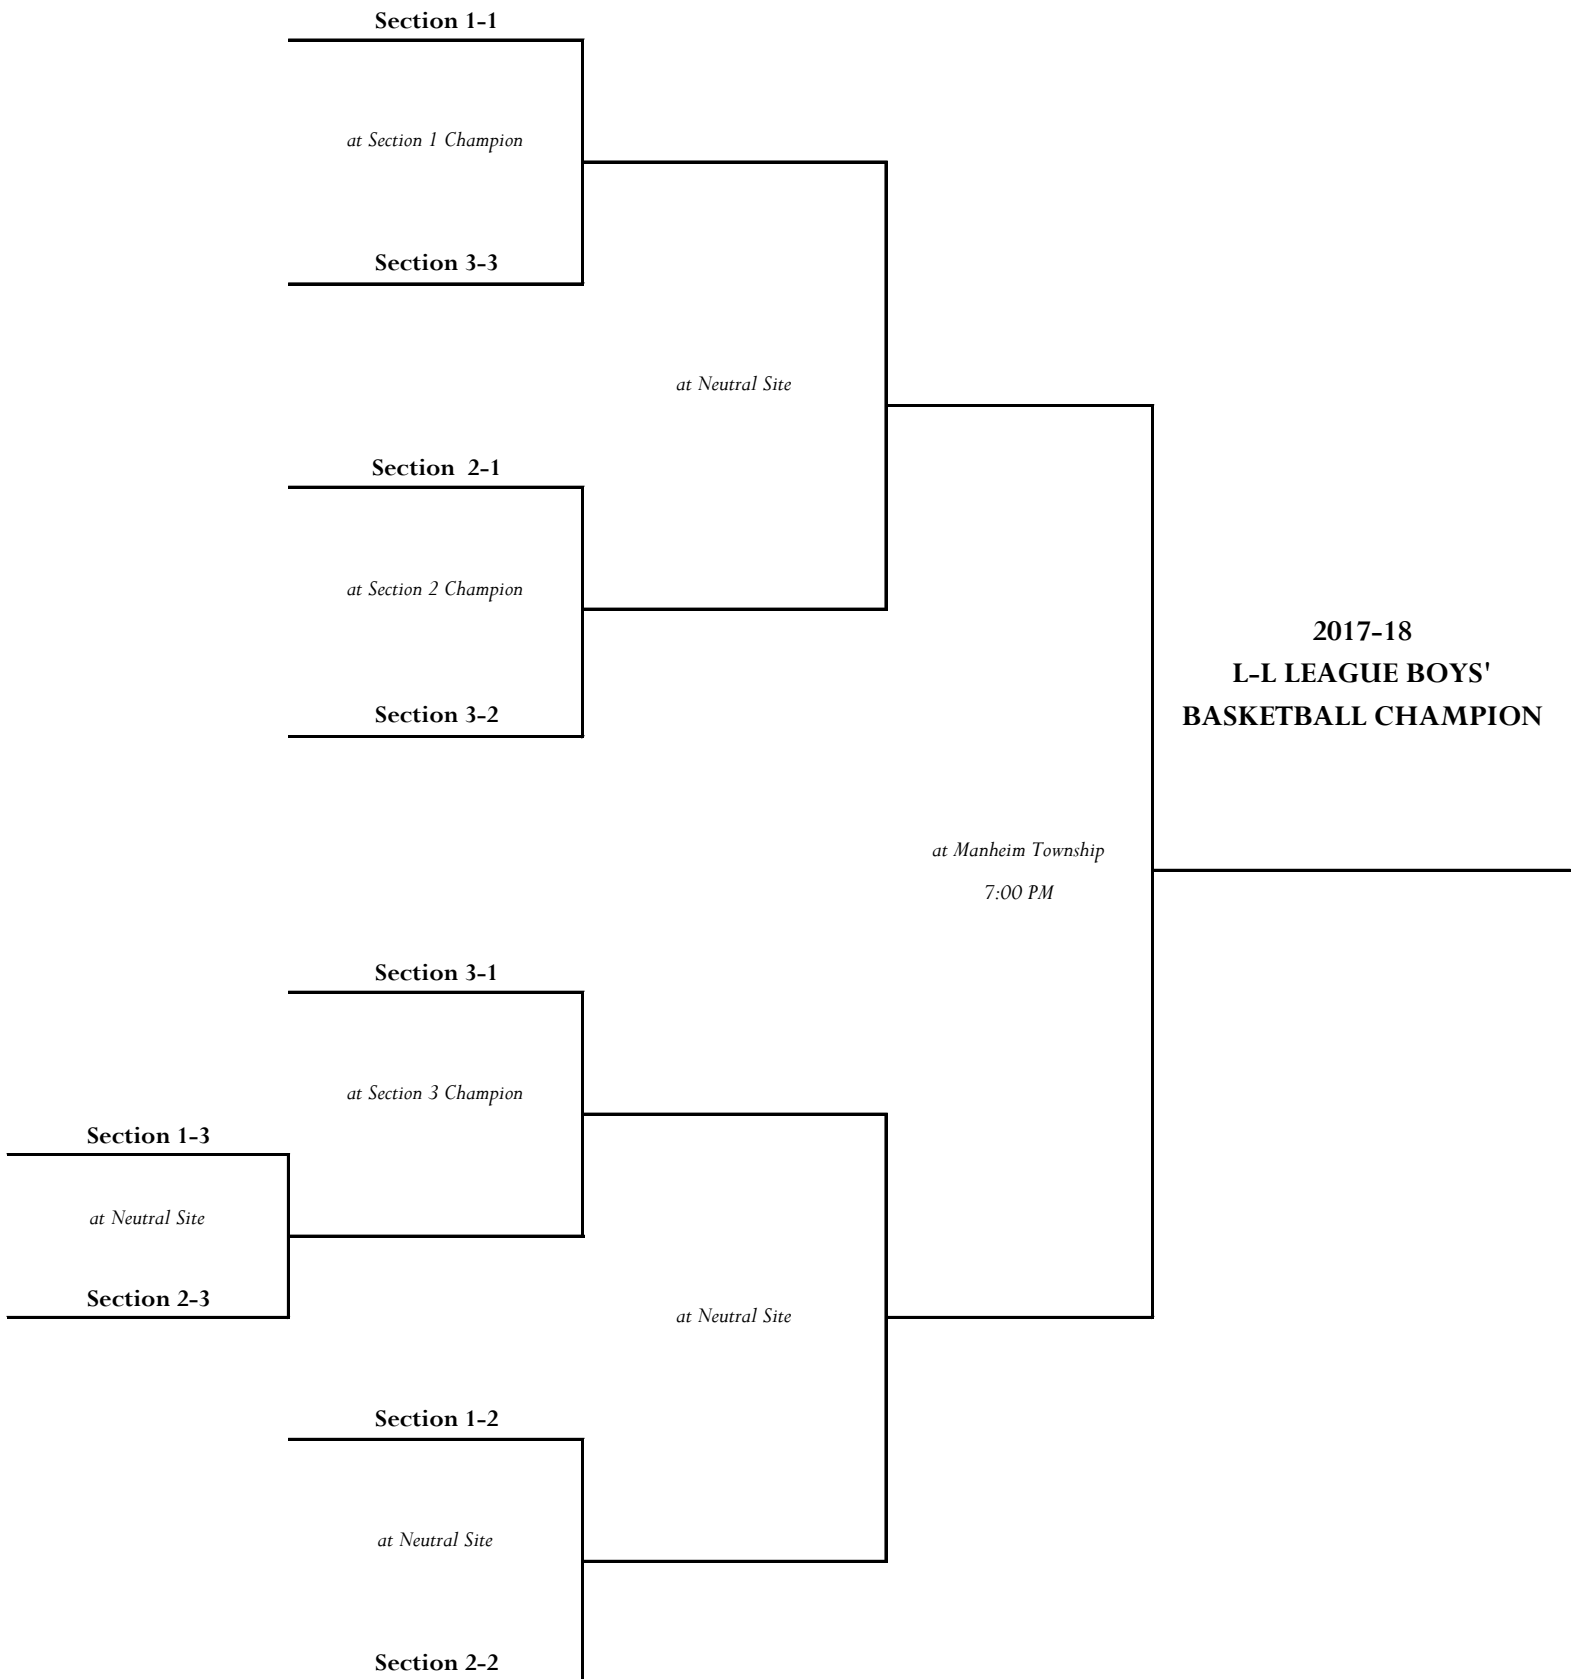 Section 1-1
at Section 1 Champion
Section 3-3
at Neutral Site
Section 2-1
at Section 2 Champion
Section 3-2
2017-18
L-L LEAGUE BOYS'
BASKETBALL CHAMPION
at Manheim Township
7:00 PM
Section 3-1
at Section 3 Champion
Section 1-3
at Neutral Site
Section 2-3
at Neutral Site
Section 1-2
at Neutral Site
Section 2-2